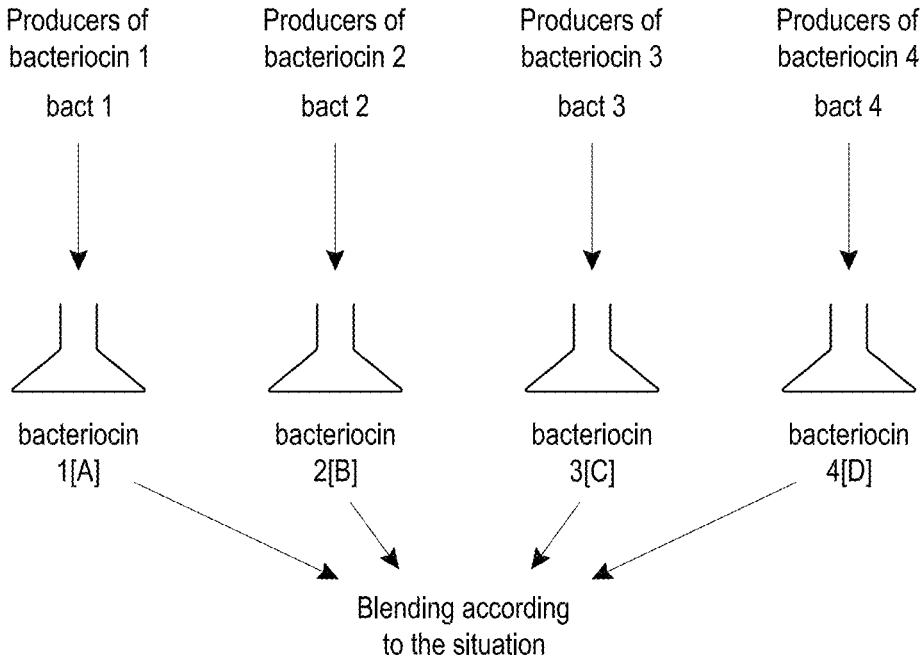 Producers of
bacteriocin 1
Producers of
bacteriocin 2
Producers of
bacteriocin 3
Producers of
bacteriocin 4
bact 1
bact 2
bact 3
bact 4
bacteriocin
1[A]
bacteriocin
2[B]
bacteriocin
3[C]
bacteriocin
4[D]
Blending according
to the situation